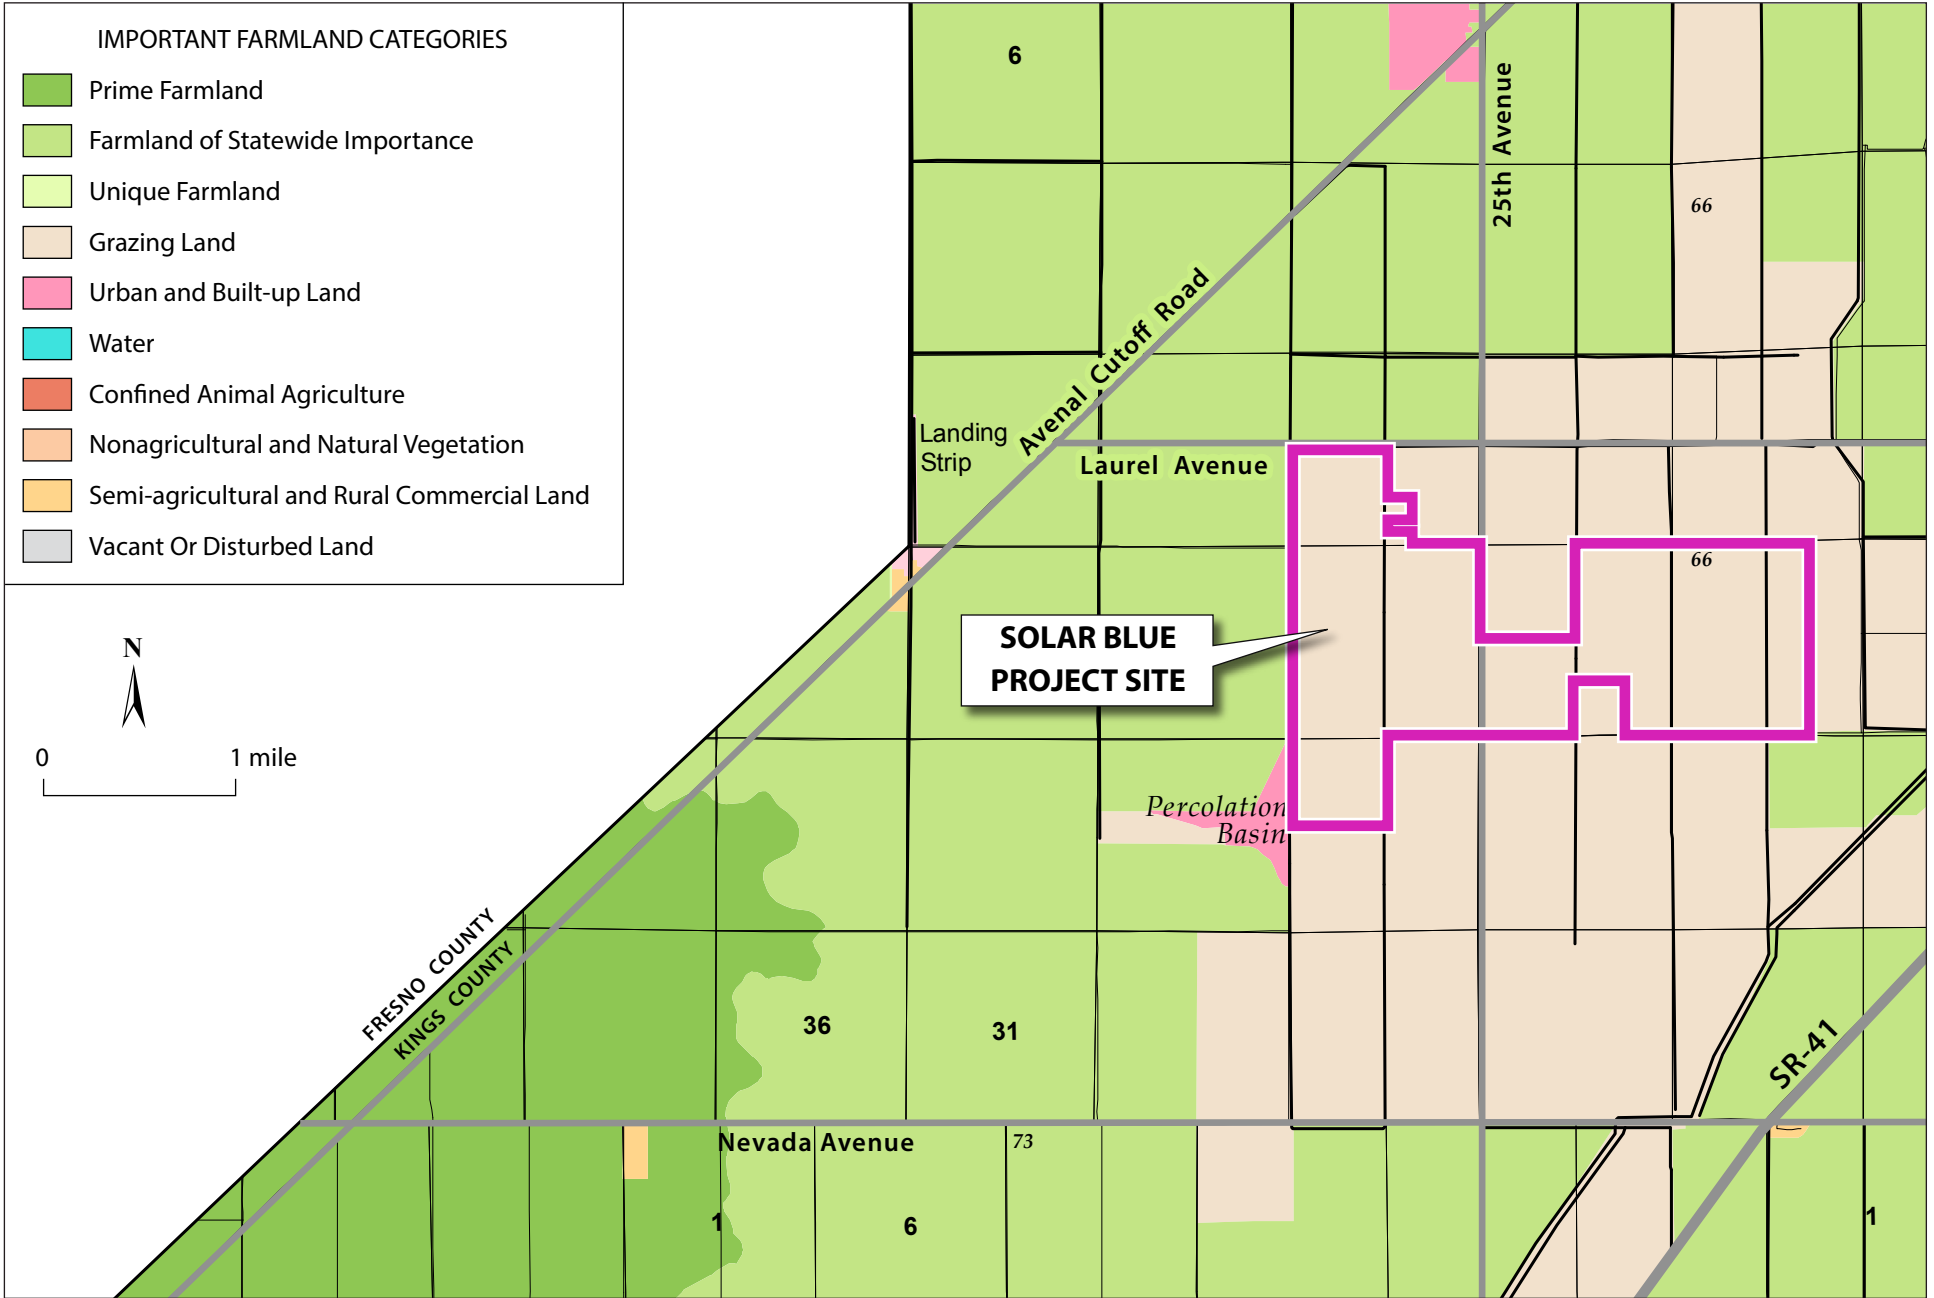 IMPORTANT FARMLAND CATEGORIES
Prime Farmland
Farmland of Statewide Importance
Unique Farmland
Grazing Land
Urban and Built-up Land
Water
Confined Animal Agriculture
Nonagricultural and Natural Vegetation
Semi-agricultural and Rural Commercial Land
Vacant Or Disturbed Land
N
0 1 mile
6
25th Avenue
66
Avenal Cutoff Road
Landing
Strip
Laurel Avenue
66
SOLAR BLUE
PROJECT SITE
Percolation
Basin
FRESNO COUNTY
KINGS COUNTY
36
31
SR-41
Nevada Avenue
73
1
6
1